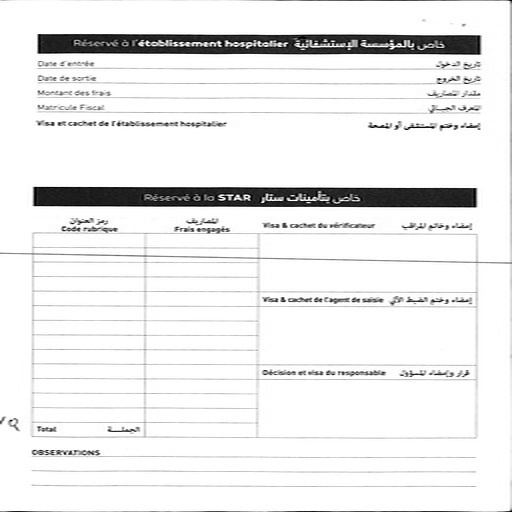 Réservé à l'établissement hospitalier خاص بالمؤسسة الإستشفائية
Date d'entrée تاريخ الدخول
Date de sortie تاريخ الخروج
Montant des frais مقدار المصاريف
Matricule Fiscal المعرف الجبائي
Visa et cachet de l'établissement hospitalier إمضاء وختم المستشفى أو المصحة
Réservé à la STAR خاص بتأمينات ستار
رمز العنوان المصاريف
Code rubrique Frais engagés Visa & cachet du vérificateur إمضاء وخاتم المراقب
Visa & cachet de l'agent de saisie إمضاء وختم الضبط الآلي
Décision et visa du responsable قرار وإمضاء المسؤول
Total الجملة
OBSERVATIONS